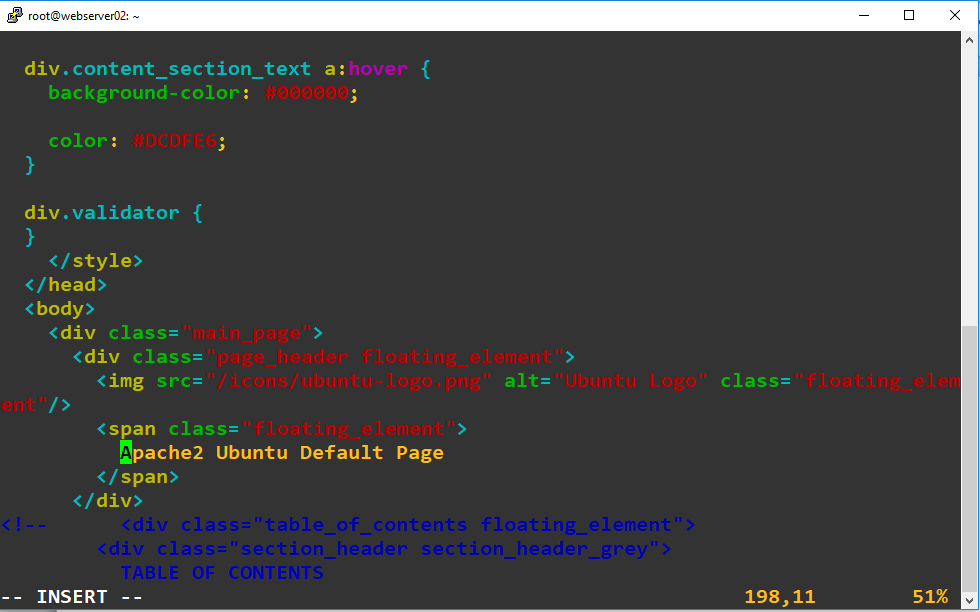 root@webserver02: ~
div.content_section_text a:hover {
background-color: #000000;
color: #DCDFE6;
}
div.validator {
}
</style>
</head>
<body>
<div class="main_page">
<div class="page_header floating_element">
<img src="/icons/ubuntu-logo.png" alt="Ubuntu Logo" class="floating_elem
ent"/>
<span class="floating_element">
Apache2 Ubuntu Default Page
</span>
</div>
<!--      <div class="table_of_contents floating_element">
<div class="section_header section_header_grey">
TABLE OF CONTENTS
-- INSERT -- 198,11 51%